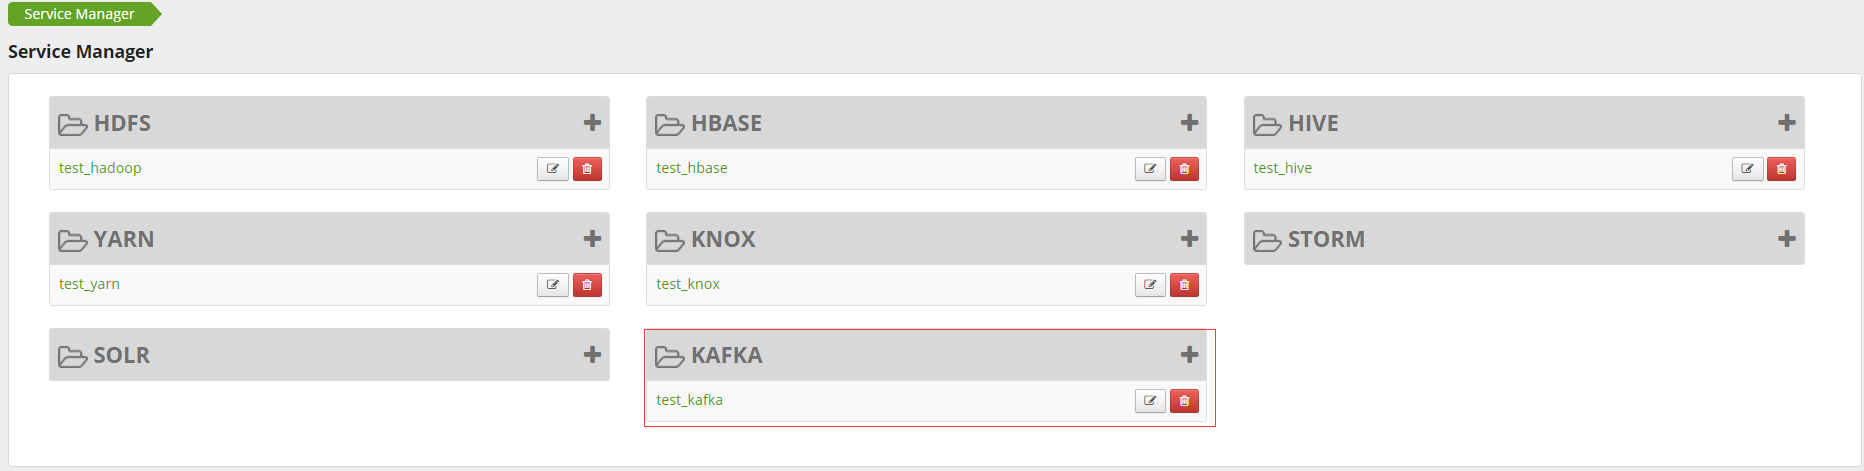 Service Manager
Service Manager
HDFS
test_hadoop
HBASE
test_hbase
HIVE
test_hive
YARN
test_yarn
KNOX
test_knox
STORM
SOLR
KAFKA
test_kafka